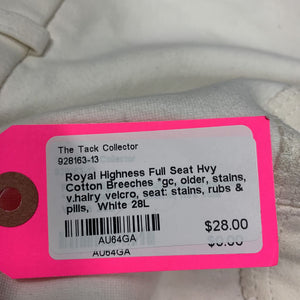 The Tack Collector
928163-13
Royal Highness Full Seat Hvy
Cotton Breeches *gc, older, stains,
v.hairy velcro, seat: stains, rubs &
pills, White 28L
$28.00
AU64GA
AU64GA